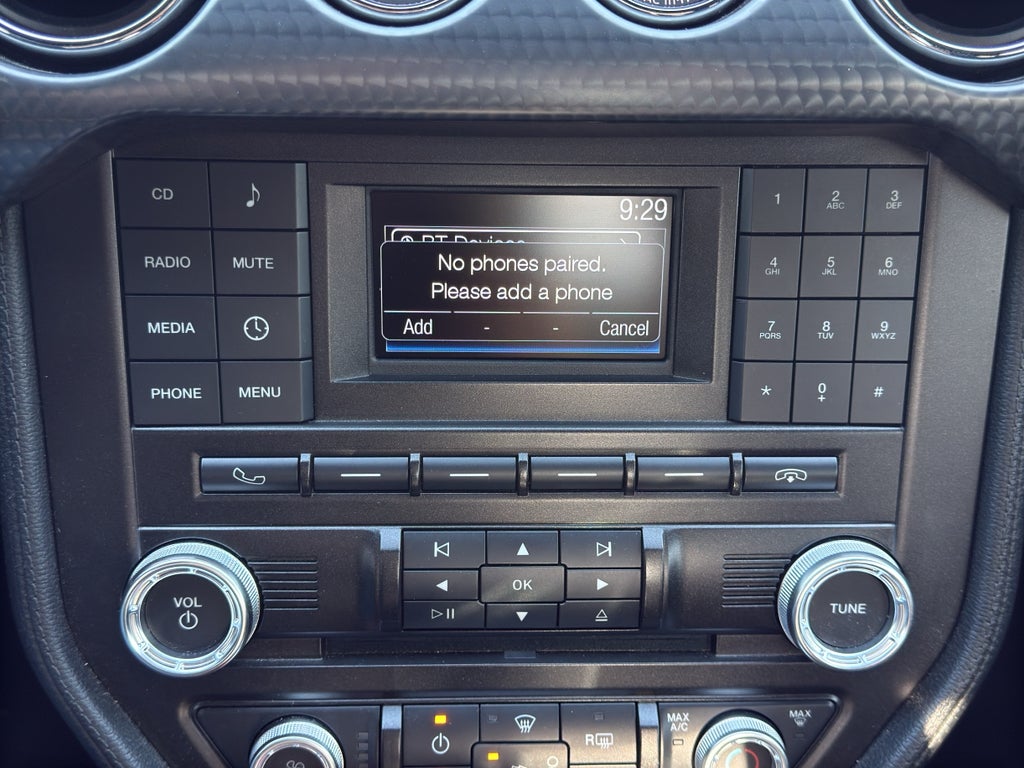 CD
RADIO
MUTE
MEDIA
PHONE
MENU
9:29
BT Devices
No phones paired.
Please add a phone
Add - - Cancel
1
2 ABC
3 DEF
4 GHI
5 JKL
6 MNO
7 PQRS
8 TUV
9 WXYZ
*
0 +
#
OK
VOL
TUNE
MAX
A/C
R
MAX